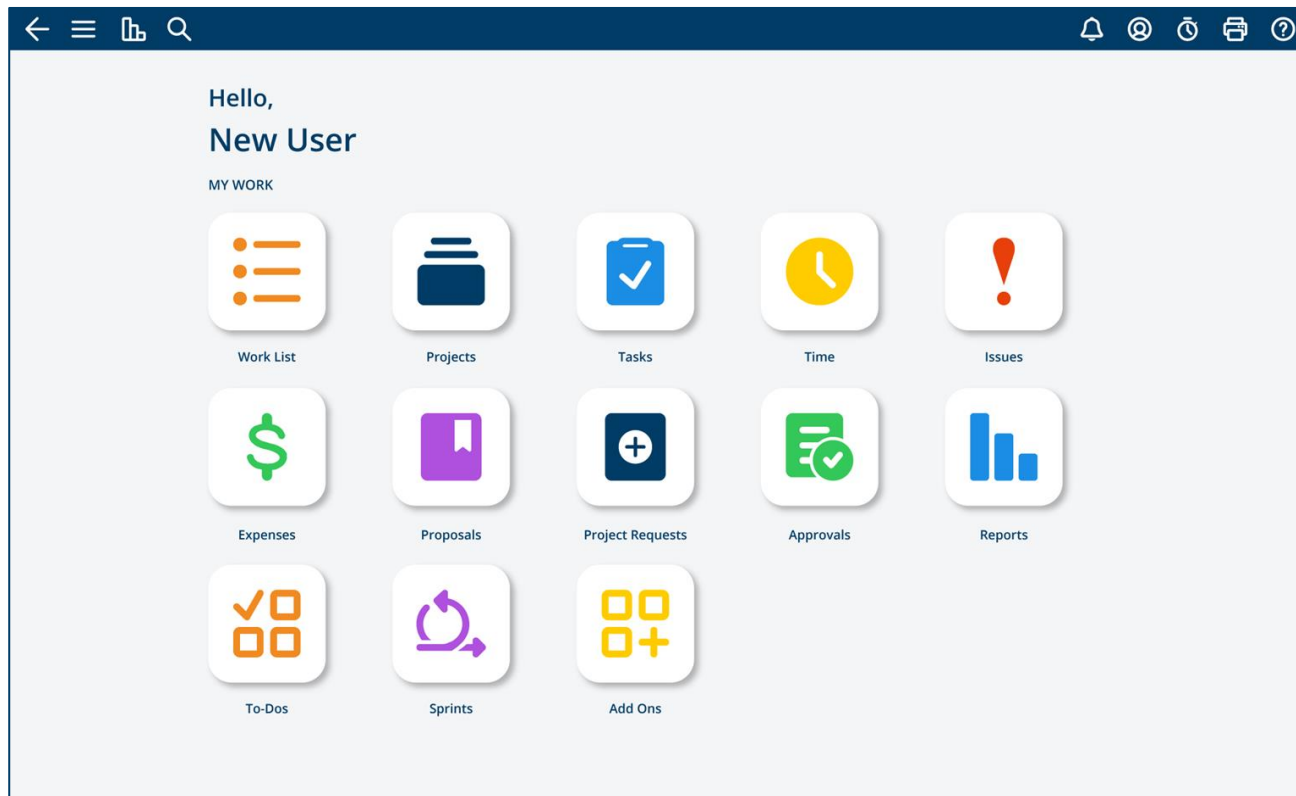 Hello,
New User
MY WORK
Work List
Projects
Tasks
Time
Issues
Expenses
Proposals
Project Requests
Approvals
Reports
To-Dos
Sprints
Add Ons